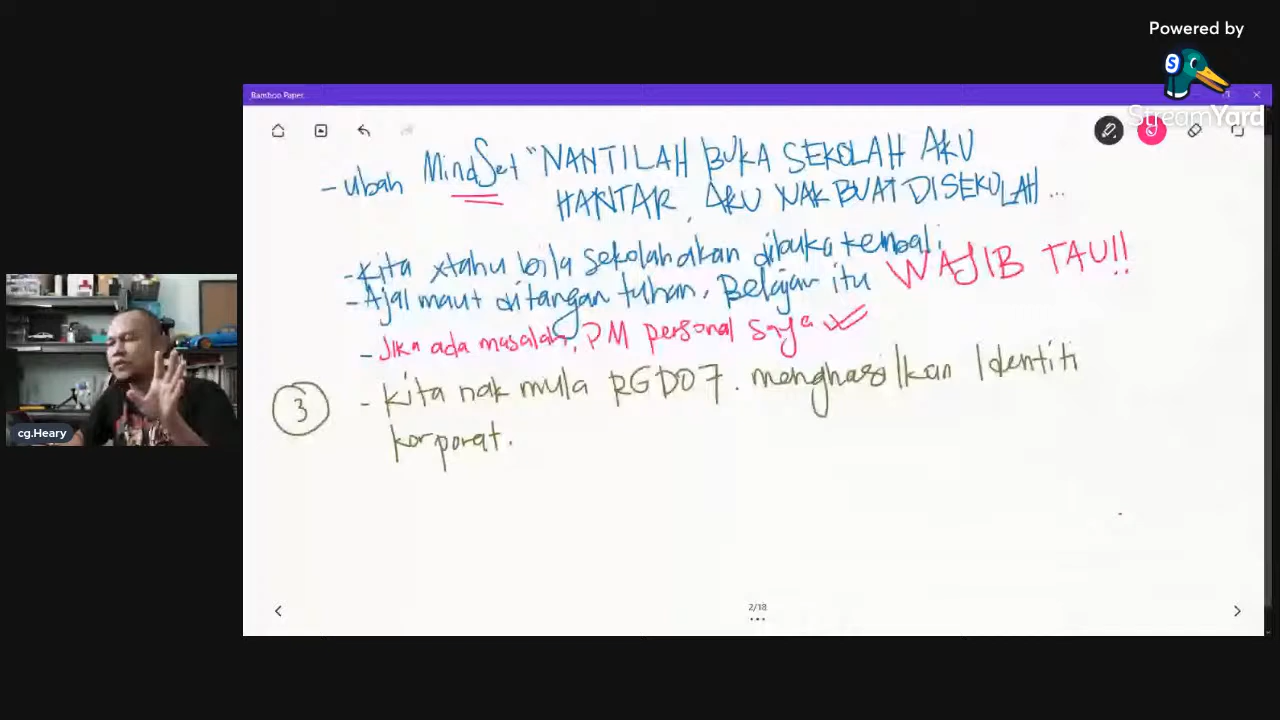 Powered by
StreamYard
Bamboo Paper
- Ubah MindSet "NANTILAH BUKA SEKOLAH AKU
HANTAR, AKU NAK BUAT DISEKOLAH ...
- Kita xtahu bila sekolah akan dibuka kembali
- Ajal maut ditangan tuhan, Belajar itu WAJIB TAU!!
- Jika ada masalah, PM personal saya
3 - Kita nak mula RGD07. menghasilkan Identiti
korporat.
cg.Heary
2/18